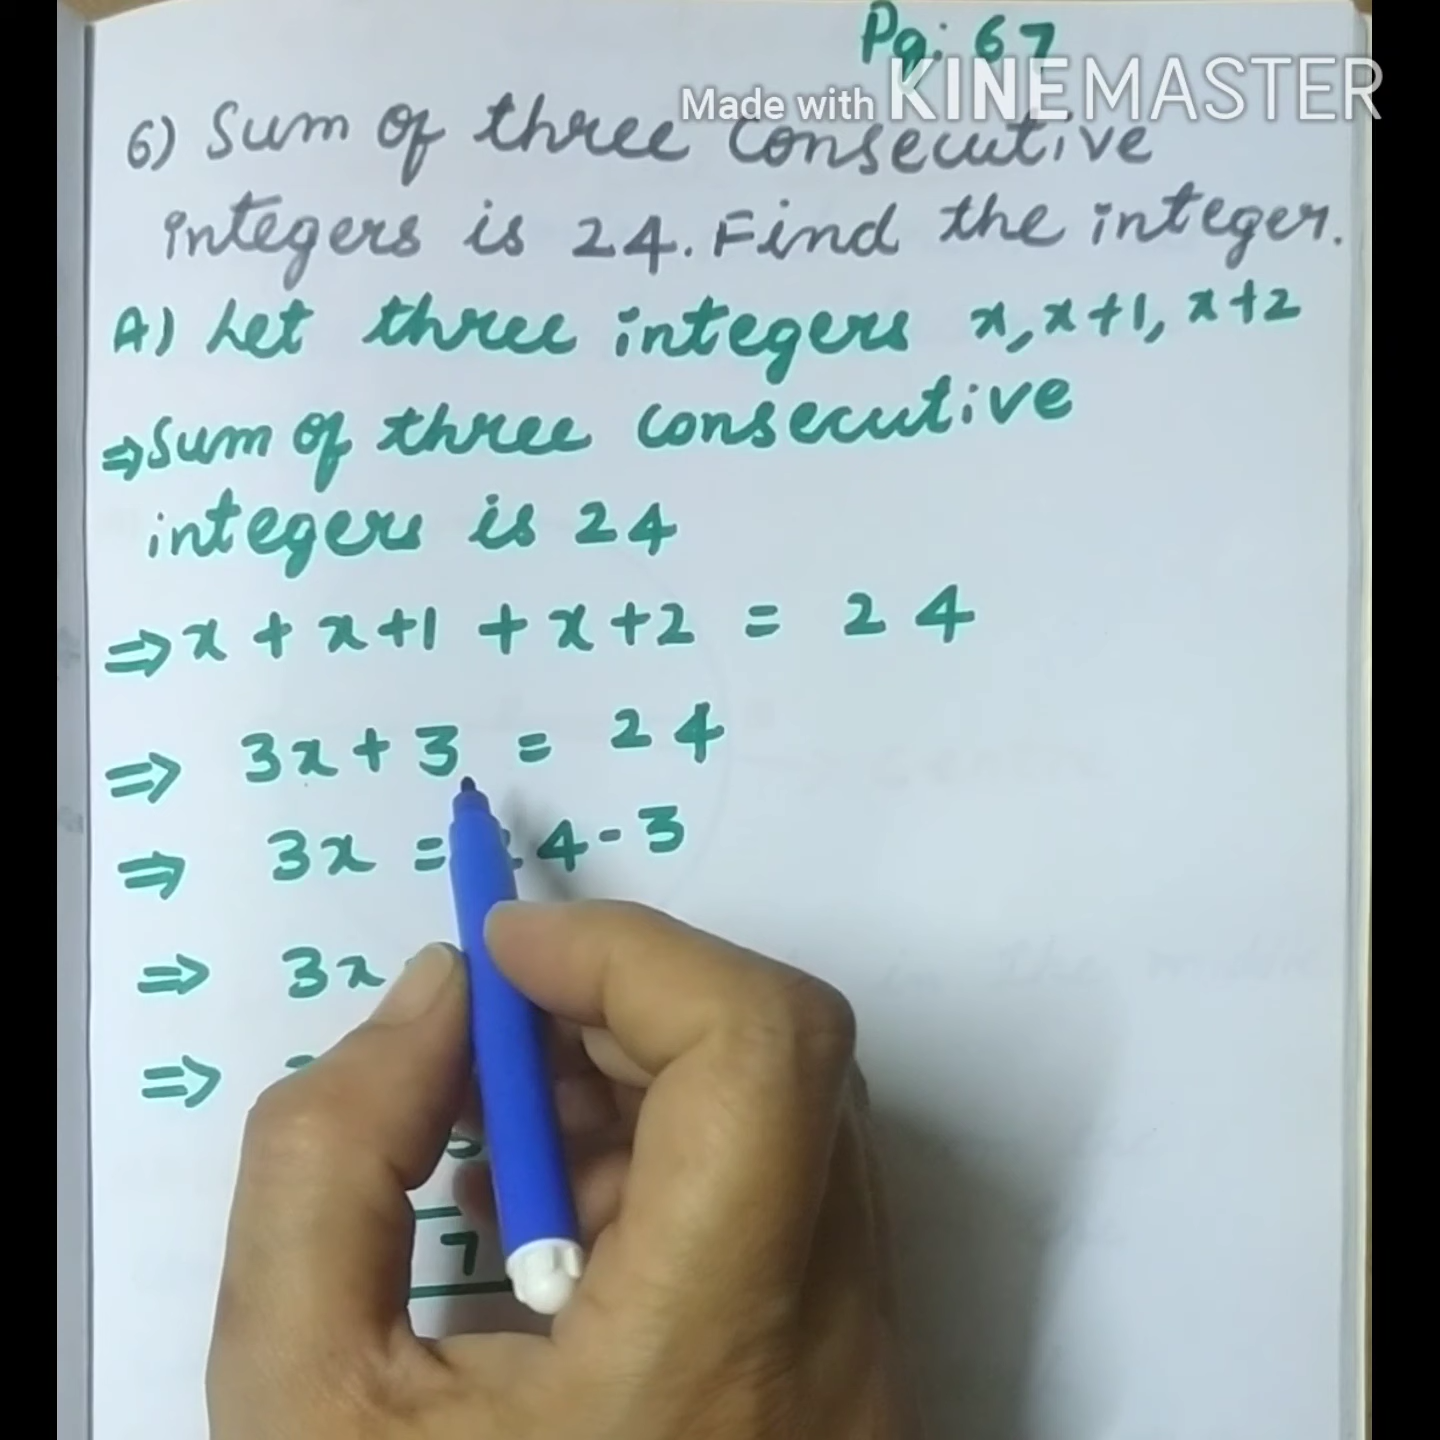 Pg: 67
Made with KINEMASTER
6) Sum of three consecutive
integers is 24. Find the integer.
A) Let three integers x, x+1, x+2
⇒ Sum of three consecutive
integers is 24
⇒ x + x+1 + x+2 = 24
⇒ 3x + 3 = 24
⇒ 3x = 24-3
⇒ 3x
⇒
7